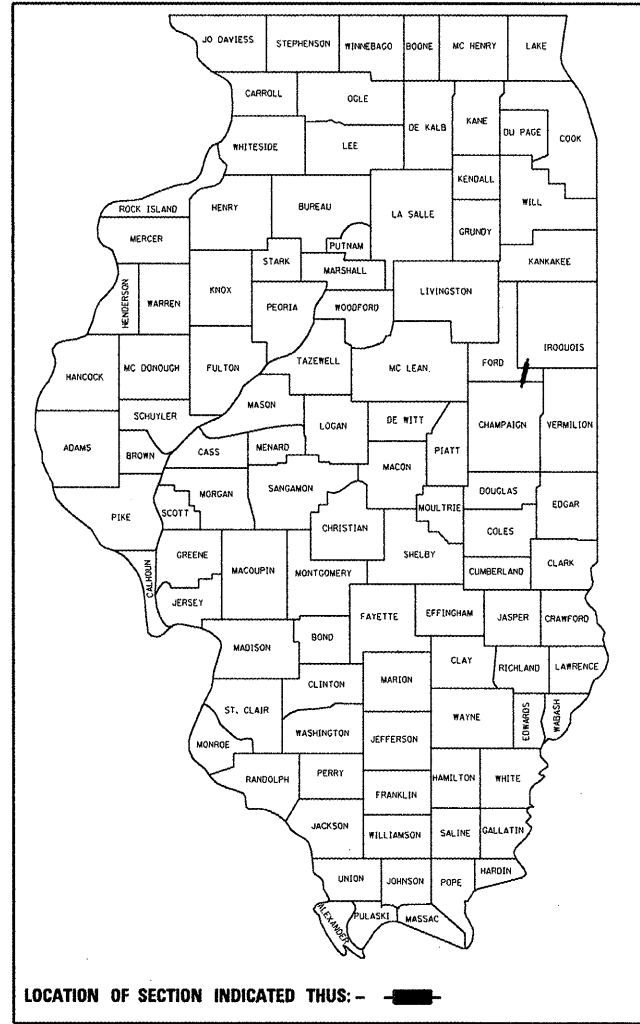 JO DAVIESS
STEPHENSON
WINNEBAGO
BOONE
MC HENRY
LAKE
CARROLL
OGLE
DE KALB
KANE
DU PAGE
COOK
WHITESIDE
LEE
KENDALL
WILL
ROCK ISLAND
HENRY
BUREAU
LA SALLE
GRUNDY
MERCER
PUTNAM
KANKAKEE
STARK
MARSHALL
HENDERSON
WARREN
KNOX
PEORIA
WOODFORD
LIVINGSTON
IROQUOIS
FORD
HANCOCK
MC DONOUGH
FULTON
TAZEWELL
MC LEAN.
MASON
SCHUYLER
LOGAN
DE WITT
CHAMPAIGN
VERMILION
ADAMS
BROWN
CASS
MENARD
PIATT
MACON
MORGAN
SANGAMON
DOUGLAS
EDGAR
PIKE
SCOTT
CHRISTIAN
MOULTRIE
COLES
GREENE
MACOUPIN
MONTGOMERY
SHELBY
CUMBERLAND
CLARK
CALHOUN
JERSEY
FAYETTE
EFFINGHAM
JASPER
CRAWFORD
MADISON
BOND
CLAY
RICHLAND
LAWRENCE
MARION
CLINTON
ST. CLAIR
WAYNE
EDWARDS
WABASH
WASHINGTON
JEFFERSON
MONROE
RANDOLPH
PERRY
HAMILTON
WHITE
FRANKLIN
JACKSON
WILLIAMSON
SALINE
GALLATIN
UNION
JOHNSON
POPE
HARDIN
ALEXANDER
PULASKI
MASSAC
LOCATION OF SECTION INDICATED THUS: –